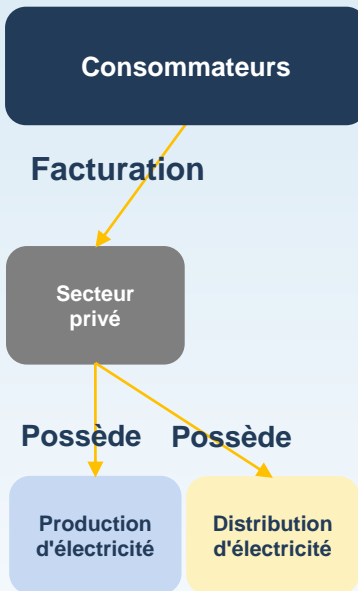 Consommateurs
Facturation
Secteur
privé
Possède Possède
Production
d'électricité
Distribution
d'électricité